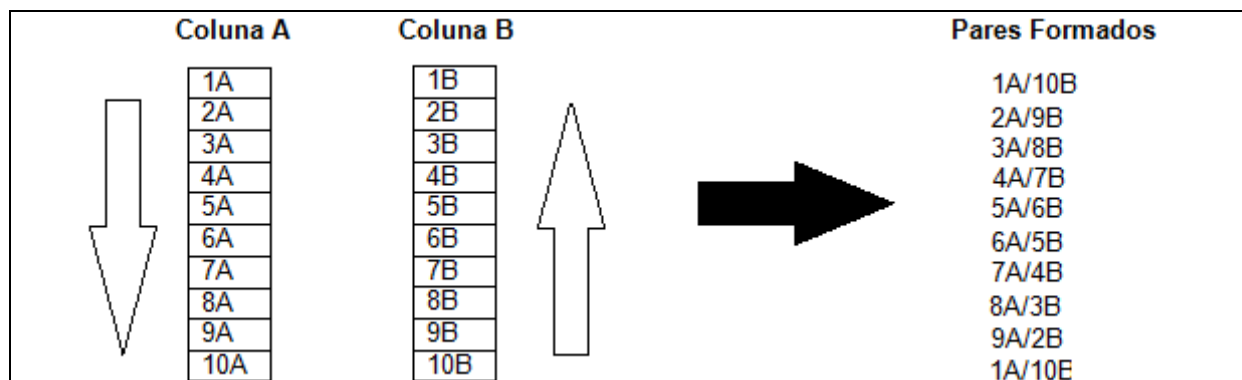 Coluna A Coluna B Pares Formados
1A 1B 1A/10B
2A 2B 2A/9B
3A 3B 3A/8B
4A 4B 4A/7B
5A 5B 5A/6B
6A 6B 6A/5B
7A 7B 7A/4B
8A 8B 8A/3B
9A 9B 9A/2B
10A 10B 1A/10B